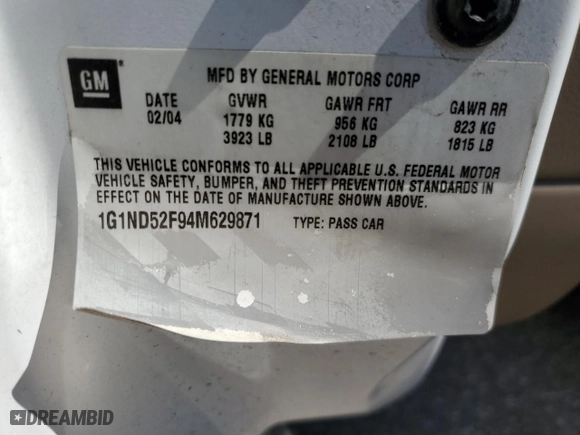 GM ®
MFD BY GENERAL MOTORS CORP
DATE GVWR GAWR FRT GAWR RR
02/04 1779 KG 956 KG 823 KG
3923 LB 2108 LB 1815 LB
THIS VEHICLE CONFORMS TO ALL APPLICABLE U.S. FEDERAL MOTOR
VEHICLE SAFETY, BUMPER, AND THEFT PREVENTION STANDARDS IN
EFFECT ON THE DATE OF MANUFACTURE SHOWN ABOVE.
1G1ND52F94M629871 TYPE: PASS CAR
DREAMBID